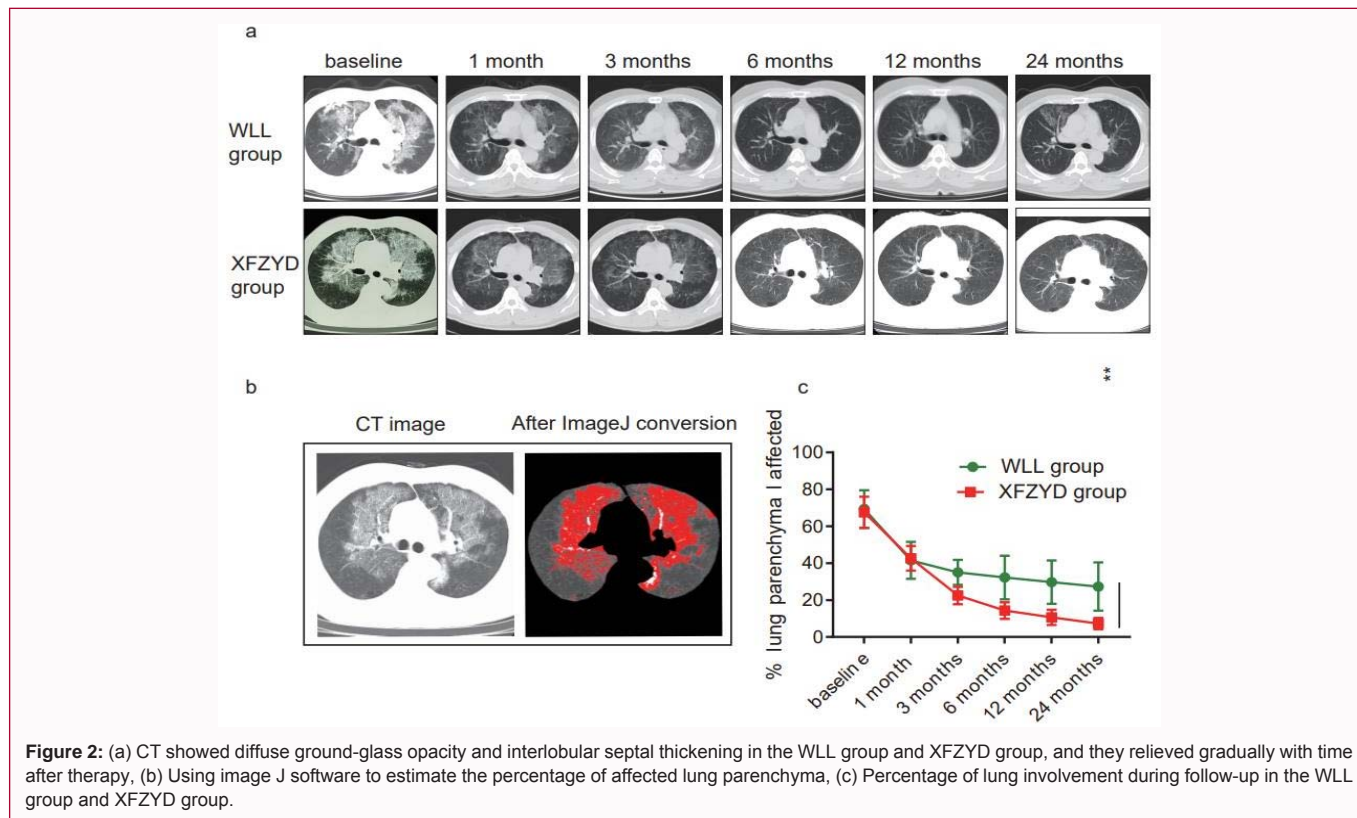 a
baseline 1 month 3 months 6 months 12 months 24 months
WLL
group
XFZYD
group
b
CT image After ImageJ conversion
c
**
% lung parenchyma l affected
100
80
60
40
20
0
WLL group
XFZYD group
baseline
1 month
3 months
6 months
12 months
24 months
Figure 2: (a) CT showed diffuse ground-glass opacity and interlobular septal thickening in the WLL group and XFZYD group, and they relieved gradually with time
after therapy, (b) Using image J software to estimate the percentage of affected lung parenchyma, (c) Percentage of lung involvement during follow-up in the WLL
group and XFZYD group.